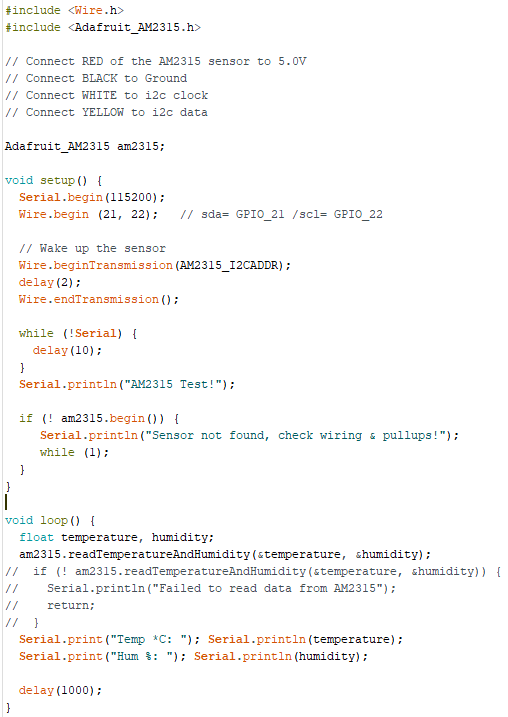 #include <Wire.h>
#include <Adafruit_AM2315.h>

// Connect RED of the AM2315 sensor to 5.0V
// Connect BLACK to Ground
// Connect WHITE to i2c clock
// Connect YELLOW to i2c data

Adafruit_AM2315 am2315;

void setup() {
  Serial.begin(115200);
  Wire.begin (21, 22);   // sda= GPIO_21 /scl= GPIO_22

  // Wake up the sensor
  Wire.beginTransmission(AM2315_I2CADDR);
  delay(2);
  Wire.endTransmission();

  while (!Serial) {
    delay(10);
  }
  Serial.println("AM2315 Test!");

  if (! am2315.begin()) {
     Serial.println("Sensor not found, check wiring & pullups!");
     while (1);
  }
}

void loop() {
  float temperature, humidity;
  am2315.readTemperatureAndHumidity(&temperature, &humidity);
//  if (! am2315.readTemperatureAndHumidity(&temperature, &humidity)) {
//    Serial.println("Failed to read data from AM2315");
//    return;
//  }
  Serial.print("Temp *C: "); Serial.println(temperature);
  Serial.print("Hum %: "); Serial.println(humidity);

  delay(1000);
}